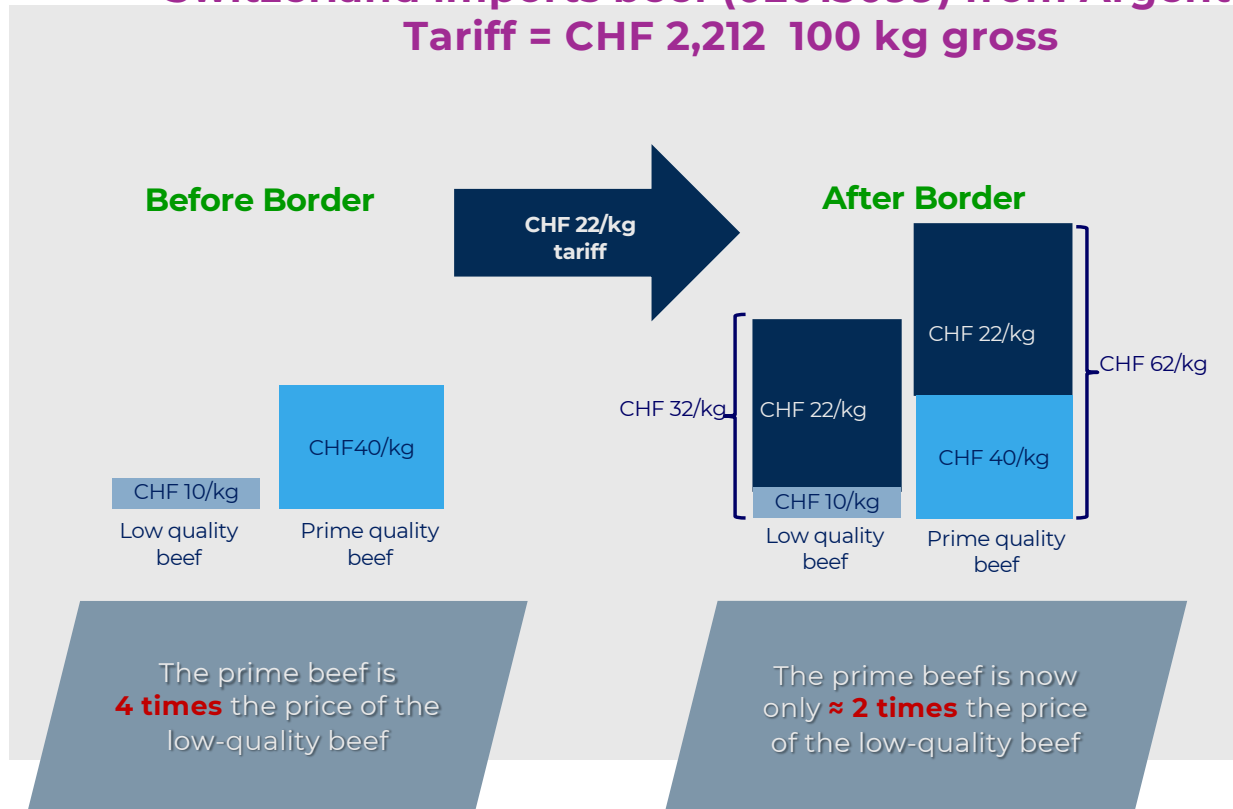 Switzerland imports beef
from
Tariff = CHF 2,212 100 kg gross
Before Border
CHF 22/kg
tariff
After Border
CHF40/kg
CHF 10/kg
Low quality
beef
Prime quality
beef
CHF 22/kg
CHF 62/kg
CHF 32/kg
CHF 22/kg
CHF 40/kg
CHF 10/kg
Low quality
beef
Prime quality
beef
The prime beef is
4 times the price of the
low-quality beef
The prime beef is now
only ≈ 2 times the price
of the low-quality beef